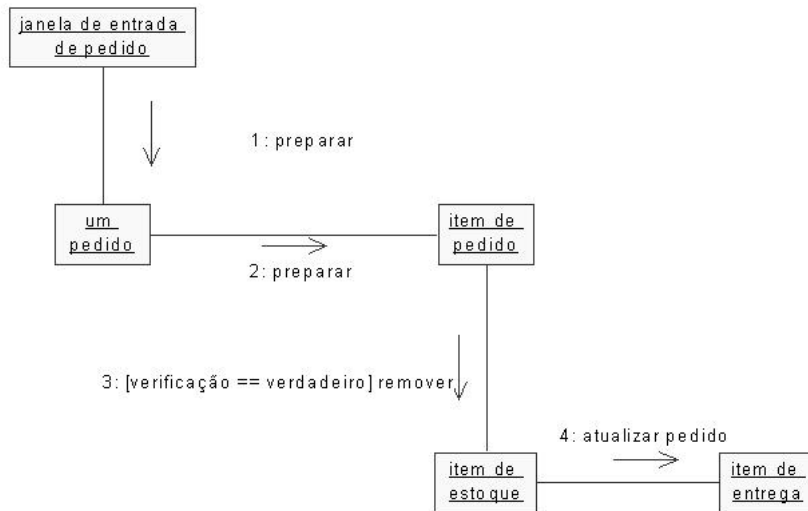 janela de entrada
de pedido
1: preparar
um
pedido
item de
pedido
2: preparar
3: [verificação == verdadeiro] remover
4: atualizar pedido
item de
estoque
item de
entrega